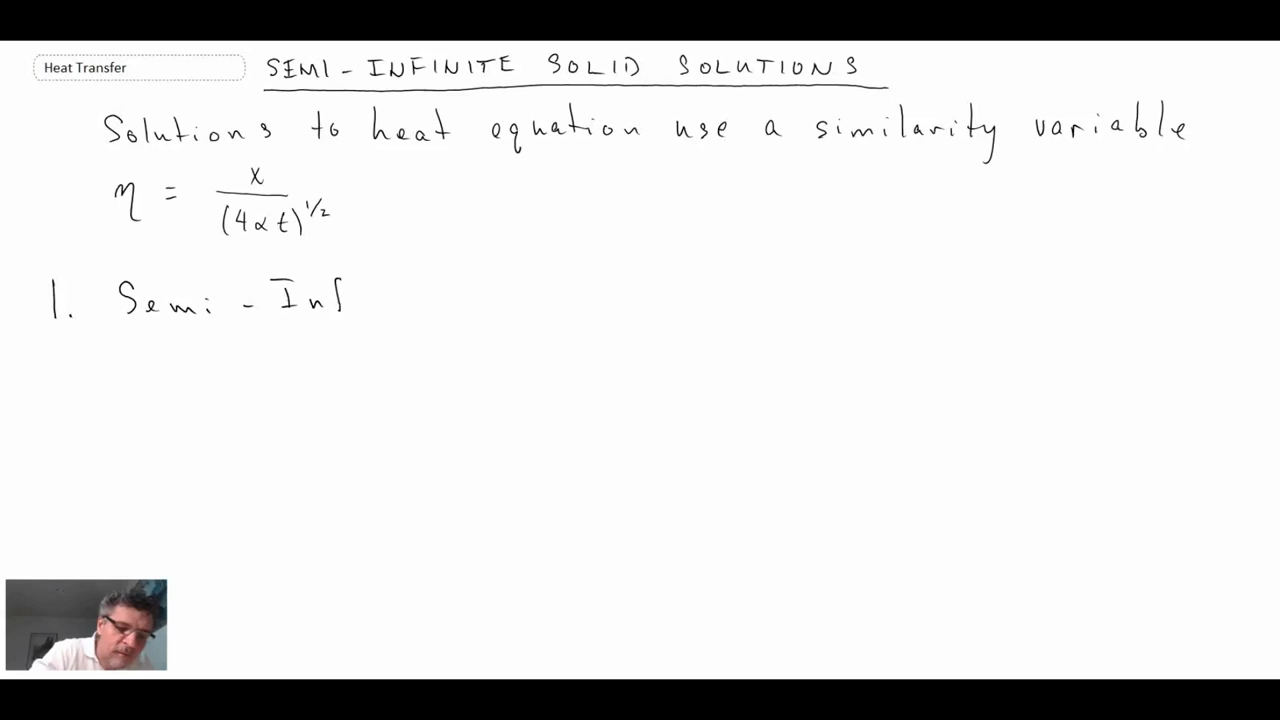 Heat Transfer
SEMI-INFINITE SOLID SOLUTIONS
Solutions to heat equation use a similarity variable
η = x / (4αt)^1/2
1. Semi-Inf